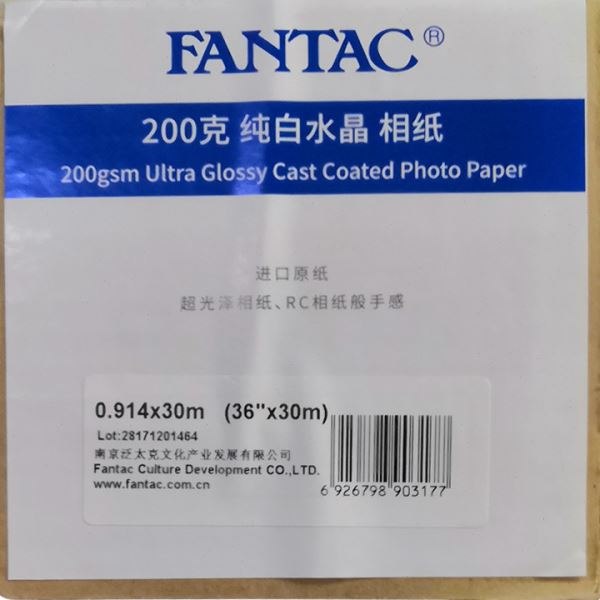 FANTAC®
200克 纯白水晶 相纸
200gsm Ultra Glossy Cast Coated Photo Paper
进口原纸
超光泽相纸、RC相纸般手感
0.914x30m (36"x30m)
Lot:28171201464
南京泛太克文化产业发展有限公司
Fantac Culture Development CO.,LTD.
www.fantac.com.cn
6 926798 903177